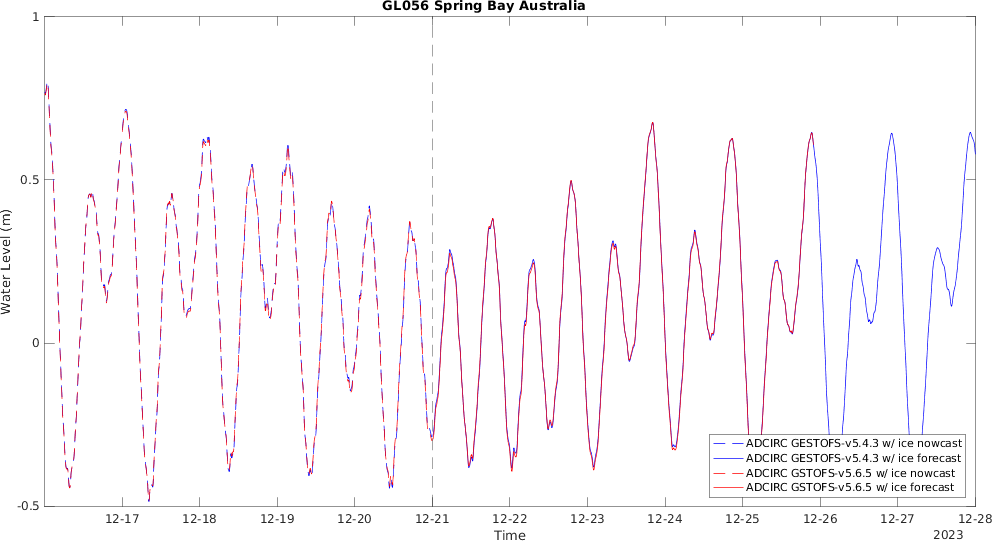 GL056 Spring Bay Australia
1
0.5
0
-0.5
Water Level (m)
12-17 12-18 12-19 12-20 12-21 12-22 12-23 12-24 12-25 12-26 12-27 12-28
Time
2023
ADCIRC GESTOFS-v5.4.3 w/ ice nowcast
ADCIRC GESTOFS-v5.4.3 w/ ice forecast
ADCIRC GSTOFS-v5.6.5 w/ ice nowcast
ADCIRC GSTOFS-v5.6.5 w/ ice forecast